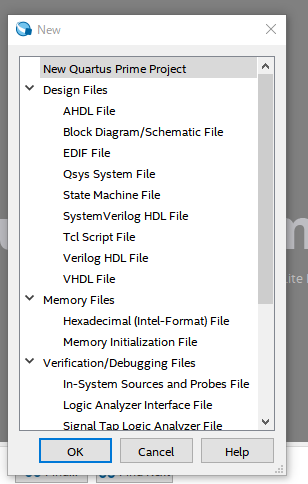 New
New Quartus Prime Project
Design Files
AHDL File
Block Diagram/Schematic File
EDIF File
Qsys System File
State Machine File
SystemVerilog HDL File
Tcl Script File
Verilog HDL File
VHDL File
Memory Files
Hexadecimal (Intel-Format) File
Memory Initialization File
Verification/Debugging Files
In-System Sources and Probes File
Logic Analyzer Interface File
Signal Tap Logic Analyzer File
OK
Cancel
Help